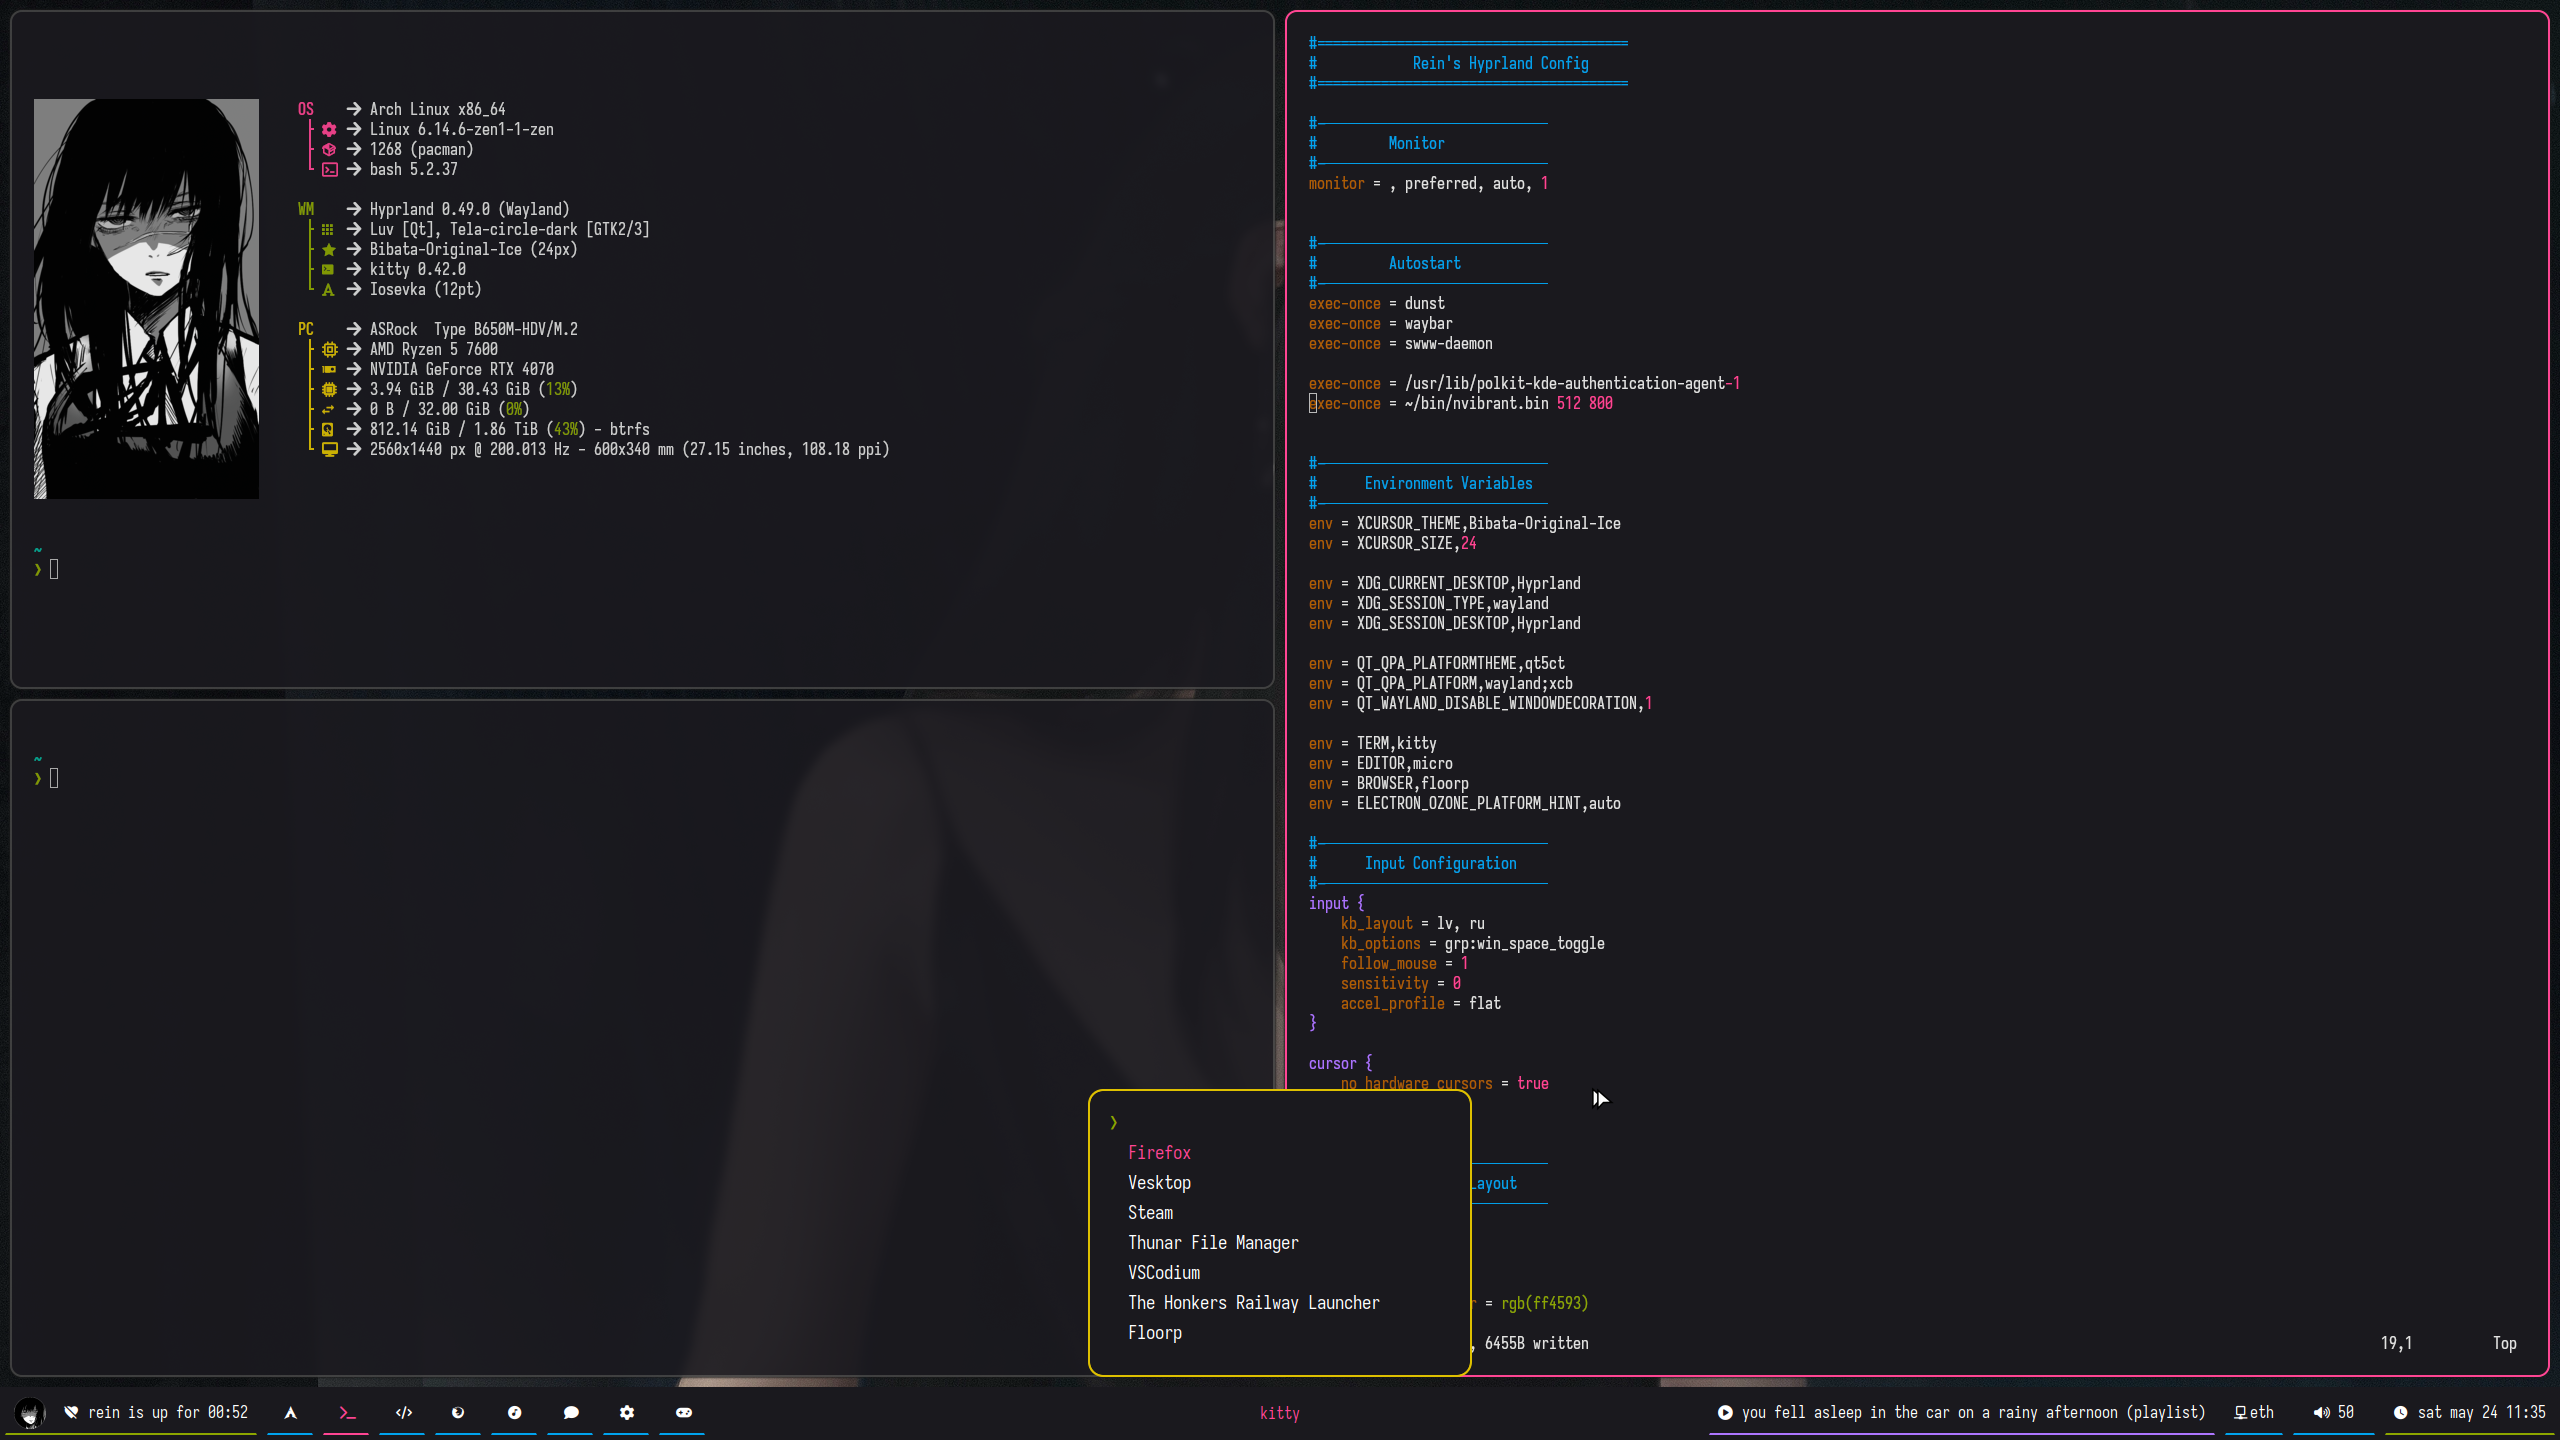 OS → Arch Linux x86_64
→ Linux 6.14.6-zen1-1-zen
→ 1268 (pacman)
→ bash 5.2.37
WM → Hyprland 0.49.0 (Wayland)
→ Luv [Qt], Tela-circle-dark [GTK2/3]
→ Bibata-Original-Ice (24px)
→ kitty 0.42.0
→ Iosevka (12pt)
PC → ASRock  Type B650M-HDV/M.2
→ AMD Ryzen 5 7600
→ NVIDIA GeForce RTX 4070
→ 3.94 GiB / 30.43 GiB (13%)
→ 0 B / 32.00 GiB (0%)
→ 812.14 GiB / 1.86 TiB (43%) - btrfs
→ 2560x1440 px @ 200.013 Hz - 600x340 mm (27.15 inches, 108.18 ppi)
~
❯
~
❯
#═══════════════════════════════════════
# Rein's Hyprland Config
#═══════════════════════════════════════
#────────────────────────────
# Monitor
#────────────────────────────
monitor = , preferred, auto, 1
#────────────────────────────
# Autostart
#────────────────────────────
exec-once = dunst
exec-once = waybar
exec-once = swww-daemon
exec-once = /usr/lib/polkit-kde-authentication-agent-1
exec-once = ~/bin/nvibrant.bin 512 800
#────────────────────────────
# Environment Variables
#────────────────────────────
env = XCURSOR_THEME,Bibata-Original-Ice
env = XCURSOR_SIZE,24
env = XDG_CURRENT_DESKTOP,Hyprland
env = XDG_SESSION_TYPE,wayland
env = XDG_SESSION_DESKTOP,Hyprland
env = QT_QPA_PLATFORMTHEME,qt5ct
env = QT_QPA_PLATFORM,wayland;xcb
env = QT_WAYLAND_DISABLE_WINDOWDECORATION,1
env = TERM,kitty
env = EDITOR,micro
env = BROWSER,floorp
env = ELECTRON_OZONE_PLATFORM_HINT,auto
#────────────────────────────
# Input Configuration
#────────────────────────────
input {
    kb_layout = lv, ru
    kb_options = grp:win_space_toggle
    follow_mouse = 1
    sensitivity = 0
    accel_profile = flat
}
cursor {
    no_hardware_cursors = true
Layout
= rgb(ff4593)
, 6455B written 19,1 Top
❯
Firefox
Vesktop
Steam
Thunar File Manager
VSCodium
The Honkers Railway Launcher
Floorp
rein is up for 00:52
kitty
you fell asleep in the car on a rainy afternoon (playlist) eth 50 sat may 24 11:35